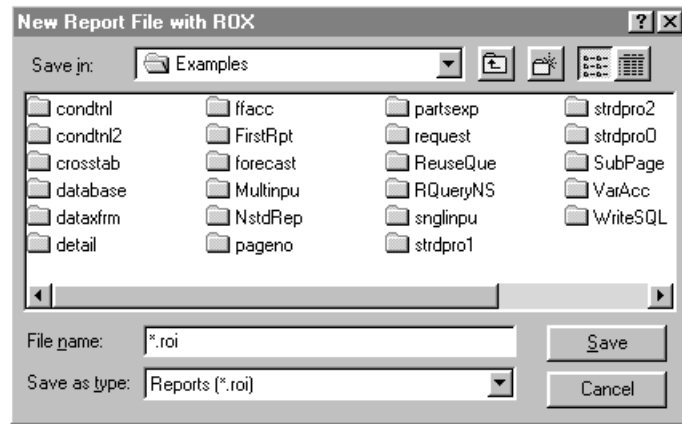 New Report File with ROX
Save in: Examples
condtnl ffacc partsexp strdpro2
condtnl2 FirstRpt request strdpro0
crosstab forecast ReuseQue SubPage
database Multinpu RQueryNS VarAcc
dataxfrm NstdRep snglinpu WriteSQL
detail pageno strdpro1
File name: *.roi Save
Save as type: Reports (*.roi) Cancel